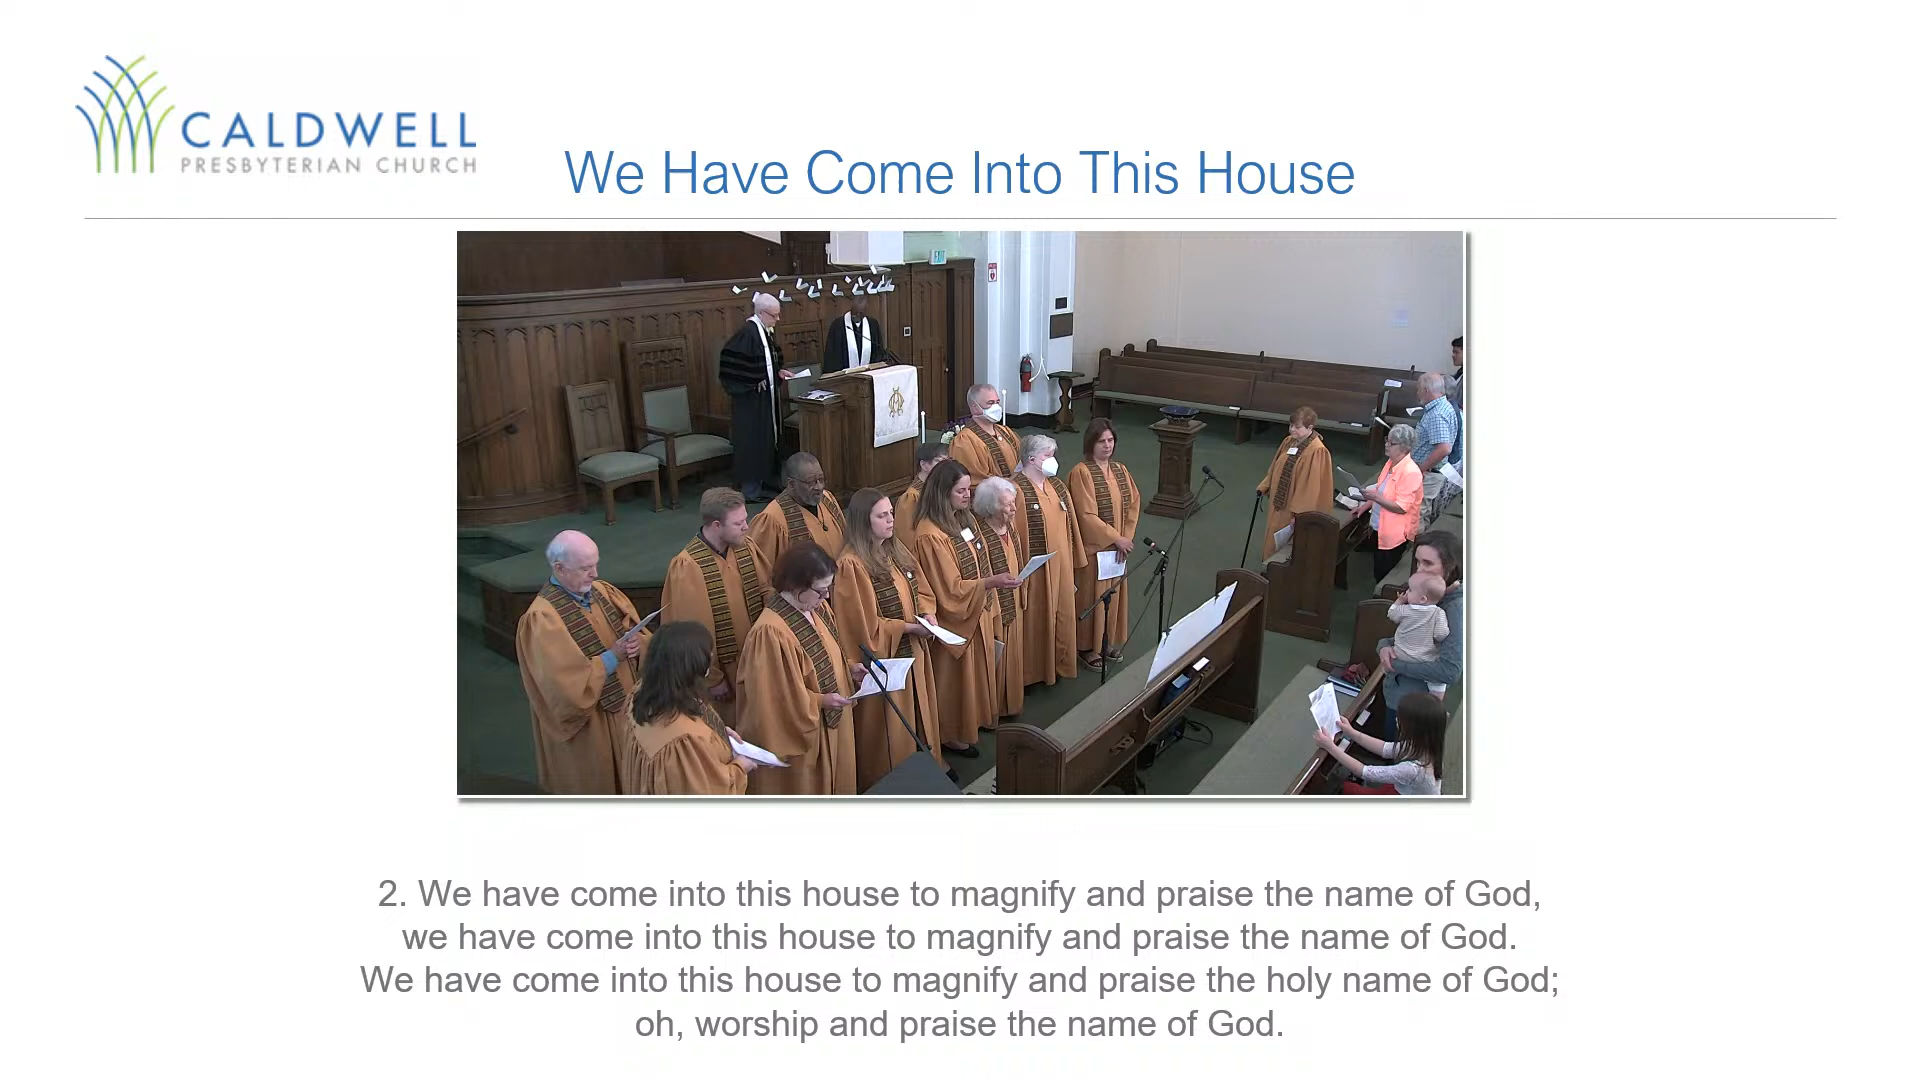 CALDWELL
PRESBYTERIAN CHURCH
We Have Come Into This House
2. We have come into this house to magnify and praise the name of God,
we have come into this house to magnify and praise the name of God.
We have come into this house to magnify and praise the holy name of God;
oh, worship and praise the name of God.